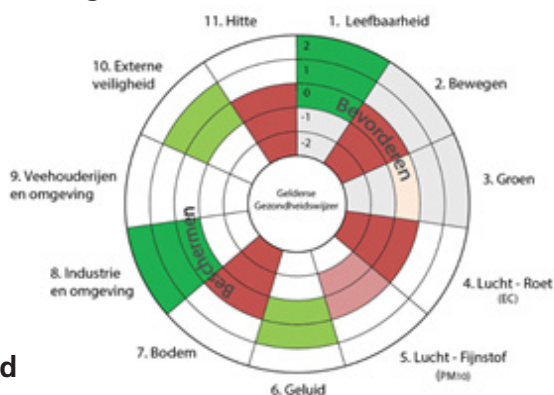 11. Hitte
1. Leefbaarheid
10. Externe
veiligheid
2. Bewegen
2
1
0
-1
-2
Bevorderen
9. Veehouderijen
en omgeving
Gelderse
Gezondheidswijzer
3. Groen
Beschermen
8. Industrie
en omgeving
4. Lucht - Roet
(EC)
7. Bodem
5. Lucht - Fijnstof
(PM10)
6. Geluid
d